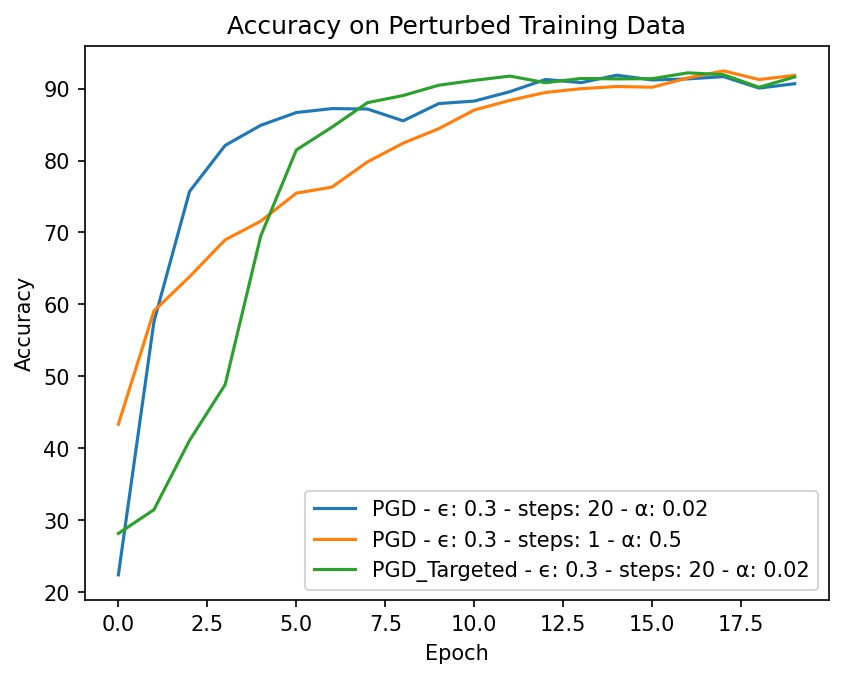 Accuracy on Perturbed Training Data
Accuracy
90
80
70
60
50
40
30
20
PGD - ϵ: 0.3 - steps: 20 - α: 0.02
PGD - ϵ: 0.3 - steps: 1 - α: 0.5
PGD_Targeted - ϵ: 0.3 - steps: 20 - α: 0.02
0.0 2.5 5.0 7.5 10.0 12.5 15.0 17.5
Epoch